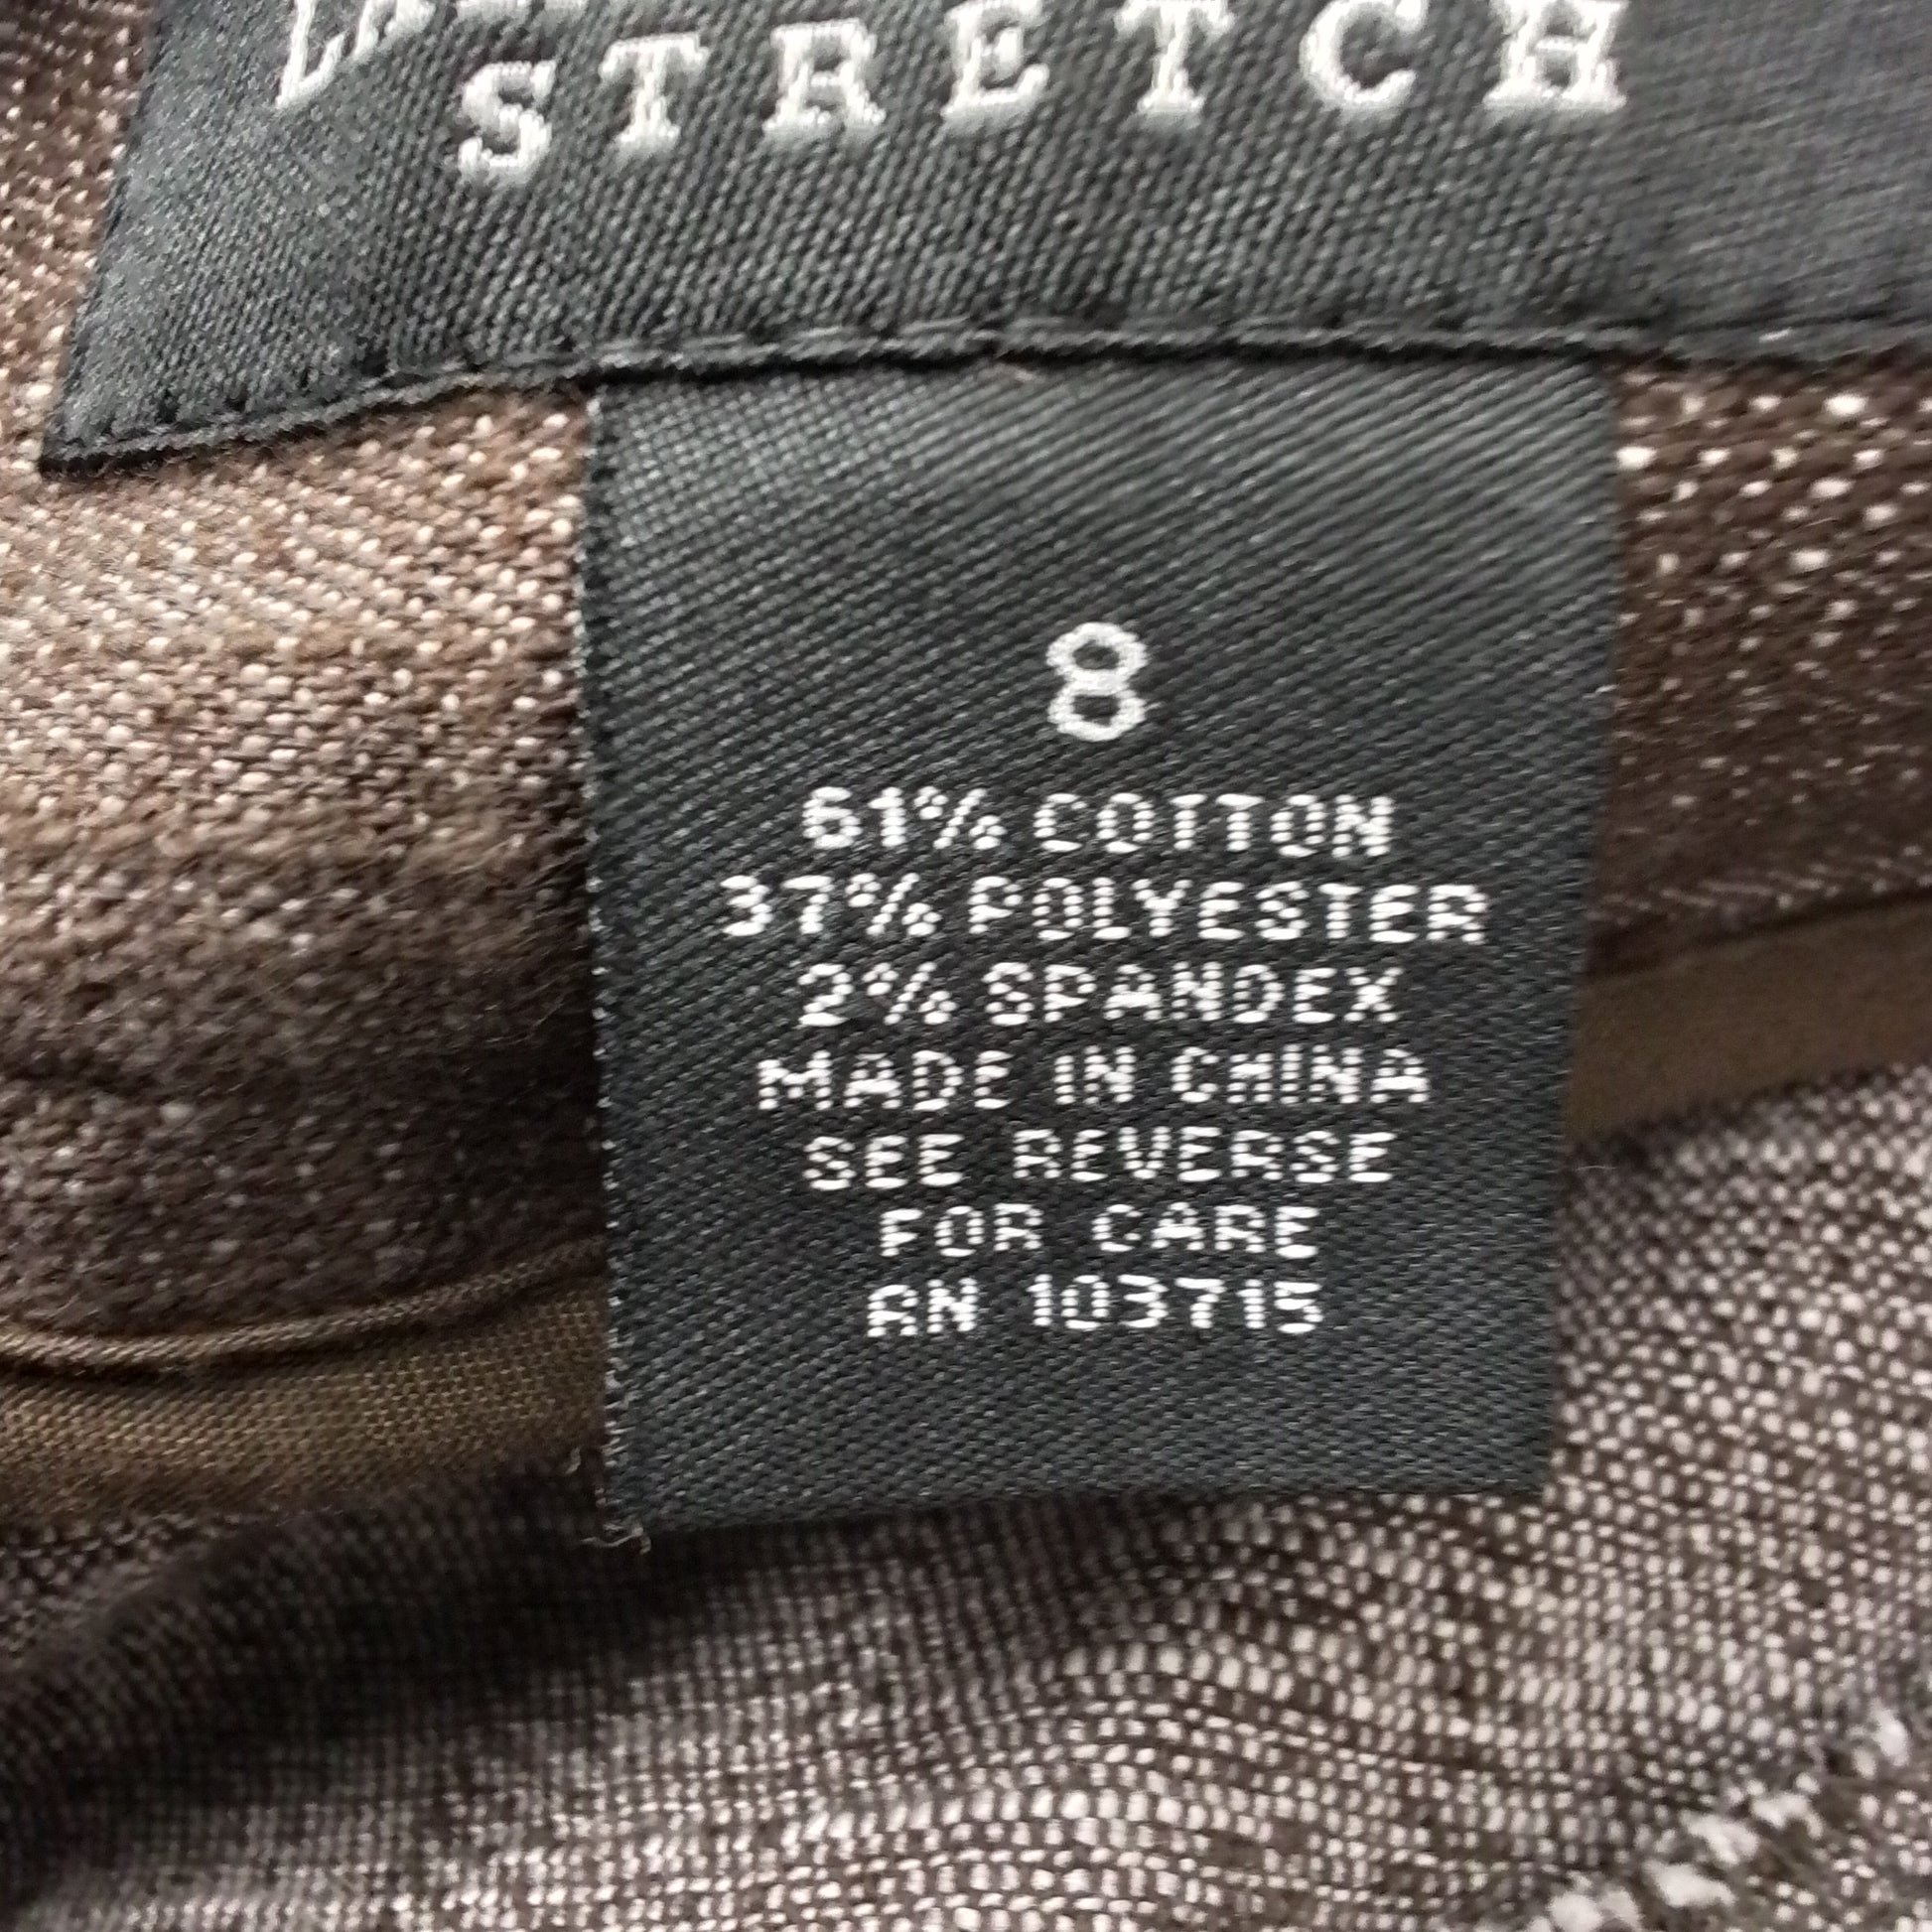 STRETCH
8
61% COTTON
37% POLYESTER
2% SPANDEX
MADE IN CHINA
SEE REVERSE
FOR CARE
RN 103715